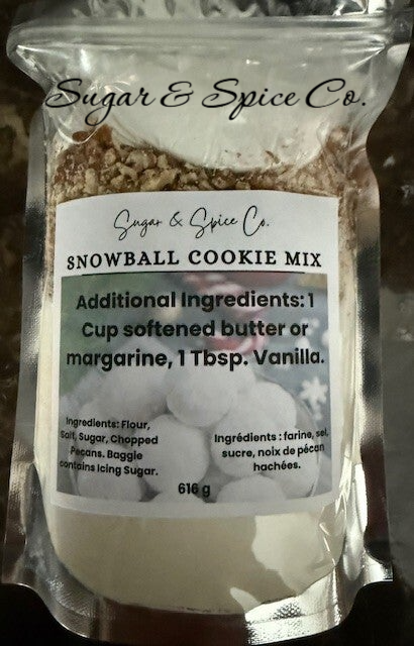 Sugar & Spice Co.
Sugar & Spice Co.
SNOWBALL COOKIE MIX
Additional Ingredients: 1
Cup softened butter or
margarine, 1 Tbsp. Vanilla.
Ingredients: Flour,
Salt, Sugar, Chopped
Pecans. Baggie
contains Icing Sugar.
Ingrédients : farine, sel,
sucre, noix de pécan
hachées.
616 g